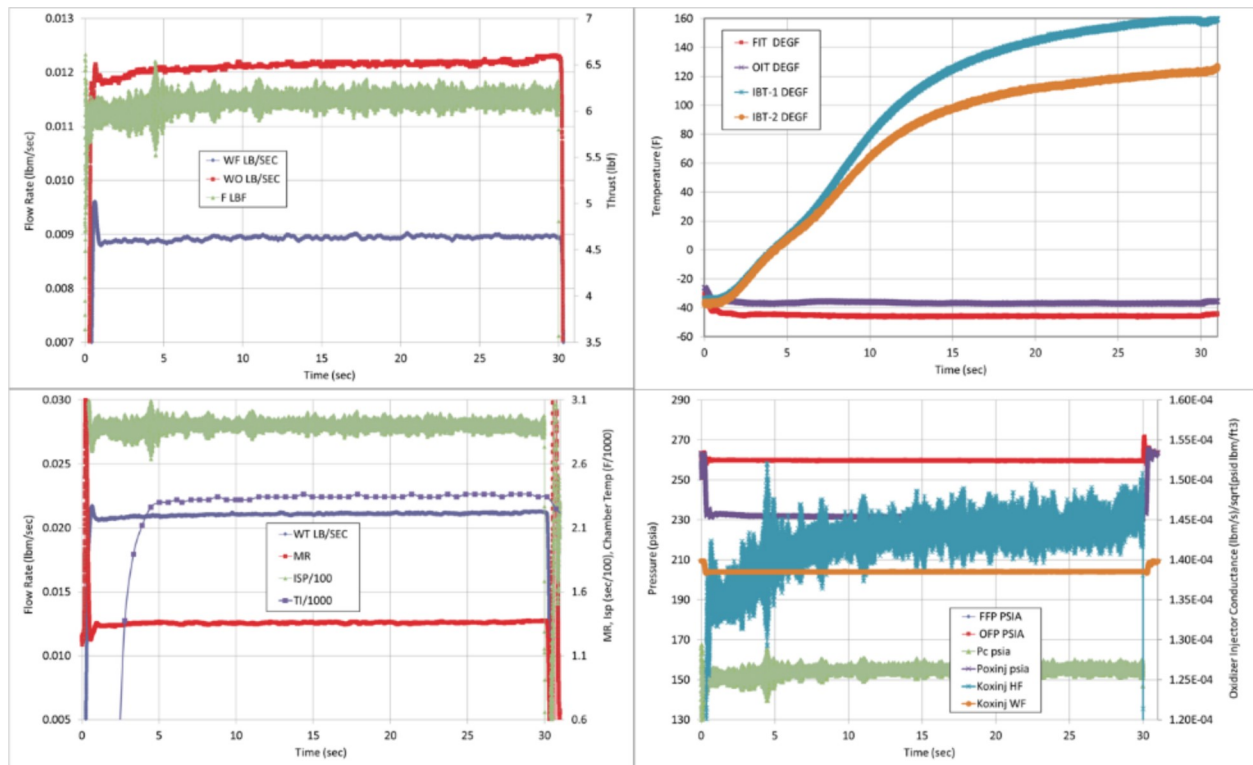 0.013
0.012
0.011
0.010
0.009
0.008
0.007
Flow Rate (lbm/sec)
7
6.5
6
5.5
5
4.5
4
3.5
Thrust (lbf)
WF LB/SEC
WO LB/SEC
F LBF
0 5 10 15 20 25 30
Time (sec)
160
140
120
100
80
60
40
20
0
-20
-40
-60
Temperature (F)
FIT DEGF
OIT DEGF
IBT-1 DEGF
IBT-2 DEGF
0 5 10 15 20 25 30
Time (sec)
0.030
0.025
0.020
0.015
0.010
0.005
Flow Rate (lbm/sec)
3.1
2.6
2.1
1.6
1.1
0.6
MR, Isp (sec/100), Chamber Temp (F/1000)
WT LB/SEC
MR
ISP/100
TI/1000
0 5 10 15 20 25 30
Time (sec)
290
270
250
230
210
190
170
150
130
Pressure (psia)
1.60E-04
1.55E-04
1.50E-04
1.45E-04
1.40E-04
1.35E-04
1.30E-04
1.25E-04
1.20E-04
Oxidizer Injector Conductance (lbm/s)/sqrt(psid lbm/ft3)
FFP PSIA
OFP PSIA
Pc psia
Poxinj psia
Koxinj HF
Koxinj WF
0 5 10 15 20 25 30
Time (sec)